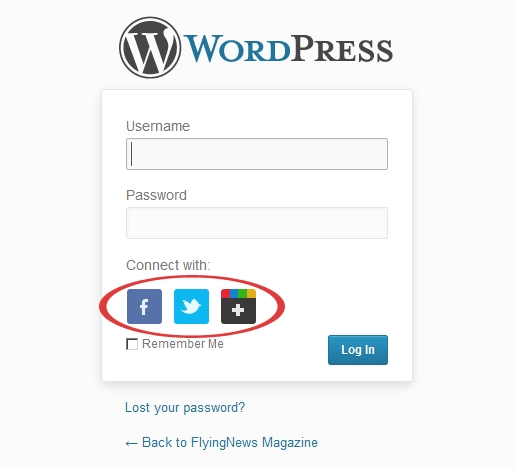 WORDPRESS
Username
Password
Connect with:
f
Remember Me
Log In
Lost your password?
← Back to FlyingNews Magazine